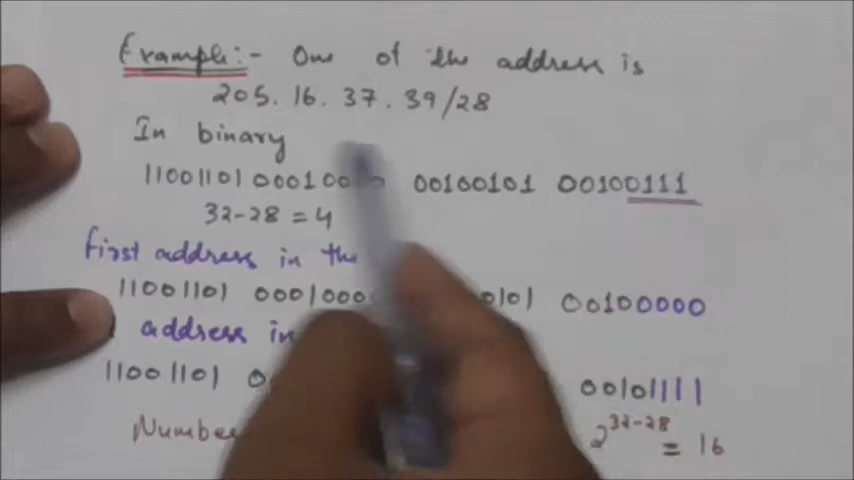 Example:- One of the address is
205. 16. 37. 39/28
In binary
11001101 00010000 00100101 00100111
32-28 = 4
First address in the
11001101 0001000 0101 00100000
address in
11001101 0 00101111
Number 2^32-28 = 16